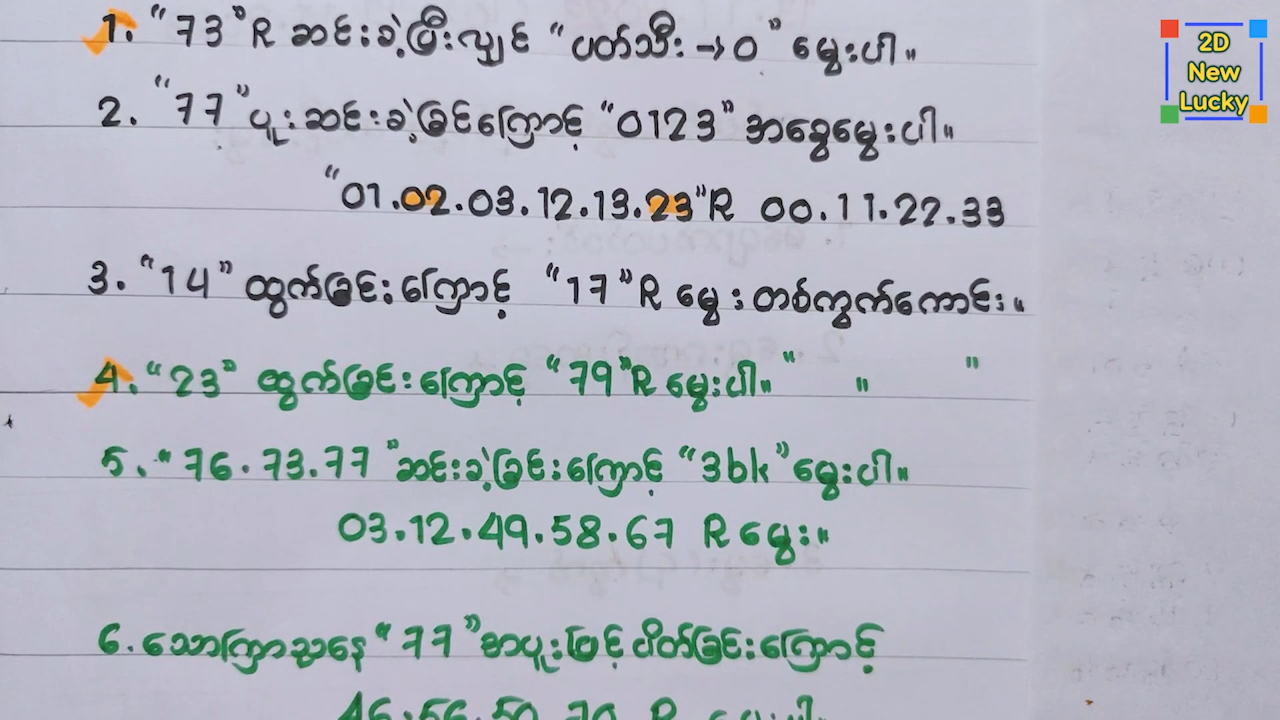 1. "73"R ဆင်းခဲ့ပြီးလျှင် "ပတ်သီး → 0" မွေးပါ။
2. "77" ပူးဆင်းခဲ့ခြင်ကြောင့် "0123" အခွေမွေးပါ။
"01.02.03.12.13.23"R 00.11.22.33
3. "14" ထွက်ခြင်းကြောင့် "17"R မွေးတစ်ကွက်ကောင်း။
4. "23" ထွက်ခြင်းကြောင့် "79"R မွေးပါ။ " " "
5. "76.73.77" ဆင်းခဲ့ခြင်းကြောင့် "3bk" မွေးပါ။
03.12.49.58.67 R မွေး။
6. သောကြာညနေ "77" စာပူးဖြင့် ပိတ်ခြင်းကြောင့်
2D
New
Lucky